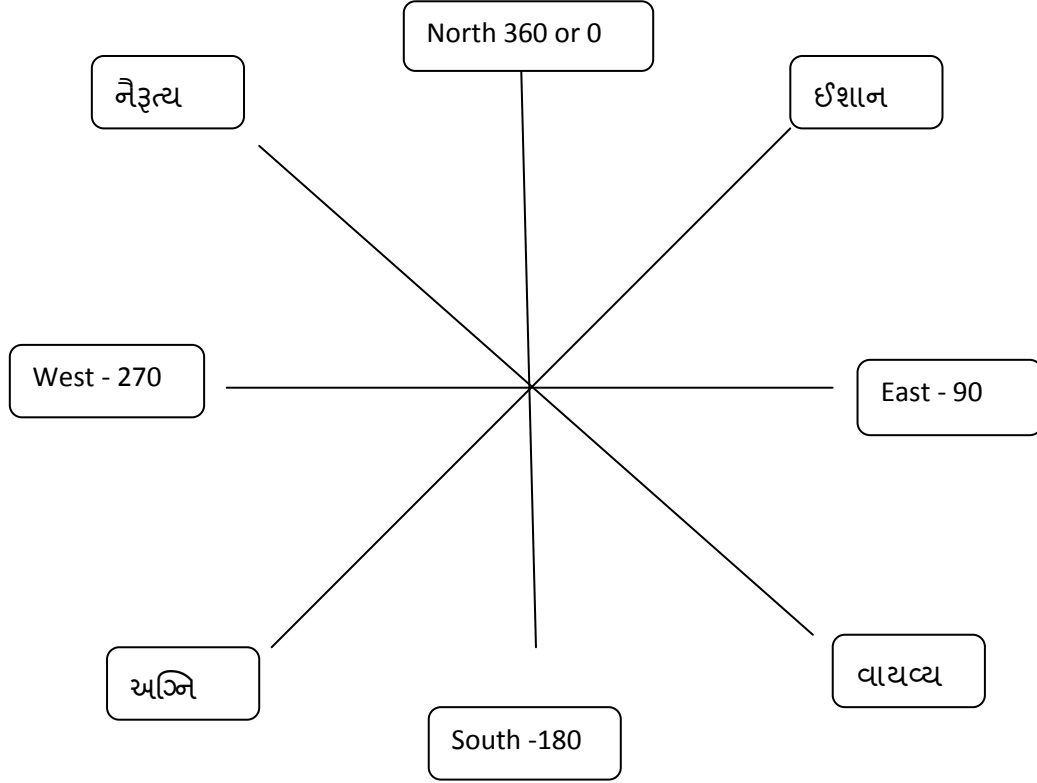 North 360 or 0
નૈરૂત્ય
ઈશાન
West - 270
East - 90
અગ્નિ
વાયવ્ય
South -180